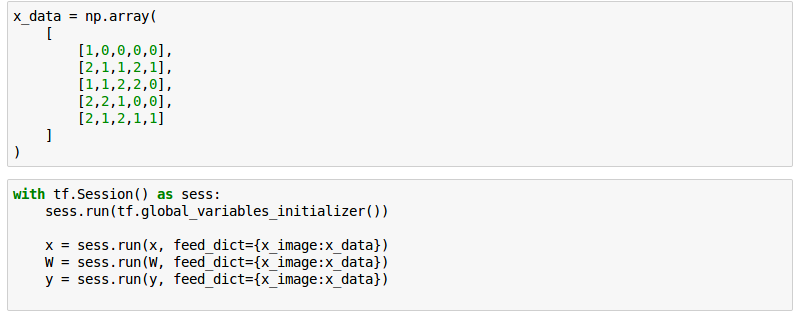 x_data = np.array(
    [
        [1,0,0,0,0],
        [2,1,1,2,1],
        [1,1,2,2,0],
        [2,2,1,0,0],
        [2,1,2,1,1]
    ]
)
with tf.Session() as sess:
    sess.run(tf.global_variables_initializer())
    x = sess.run(x, feed_dict={x_image:x_data})
    W = sess.run(W, feed_dict={x_image:x_data})
    y = sess.run(y, feed_dict={x_image:x_data})